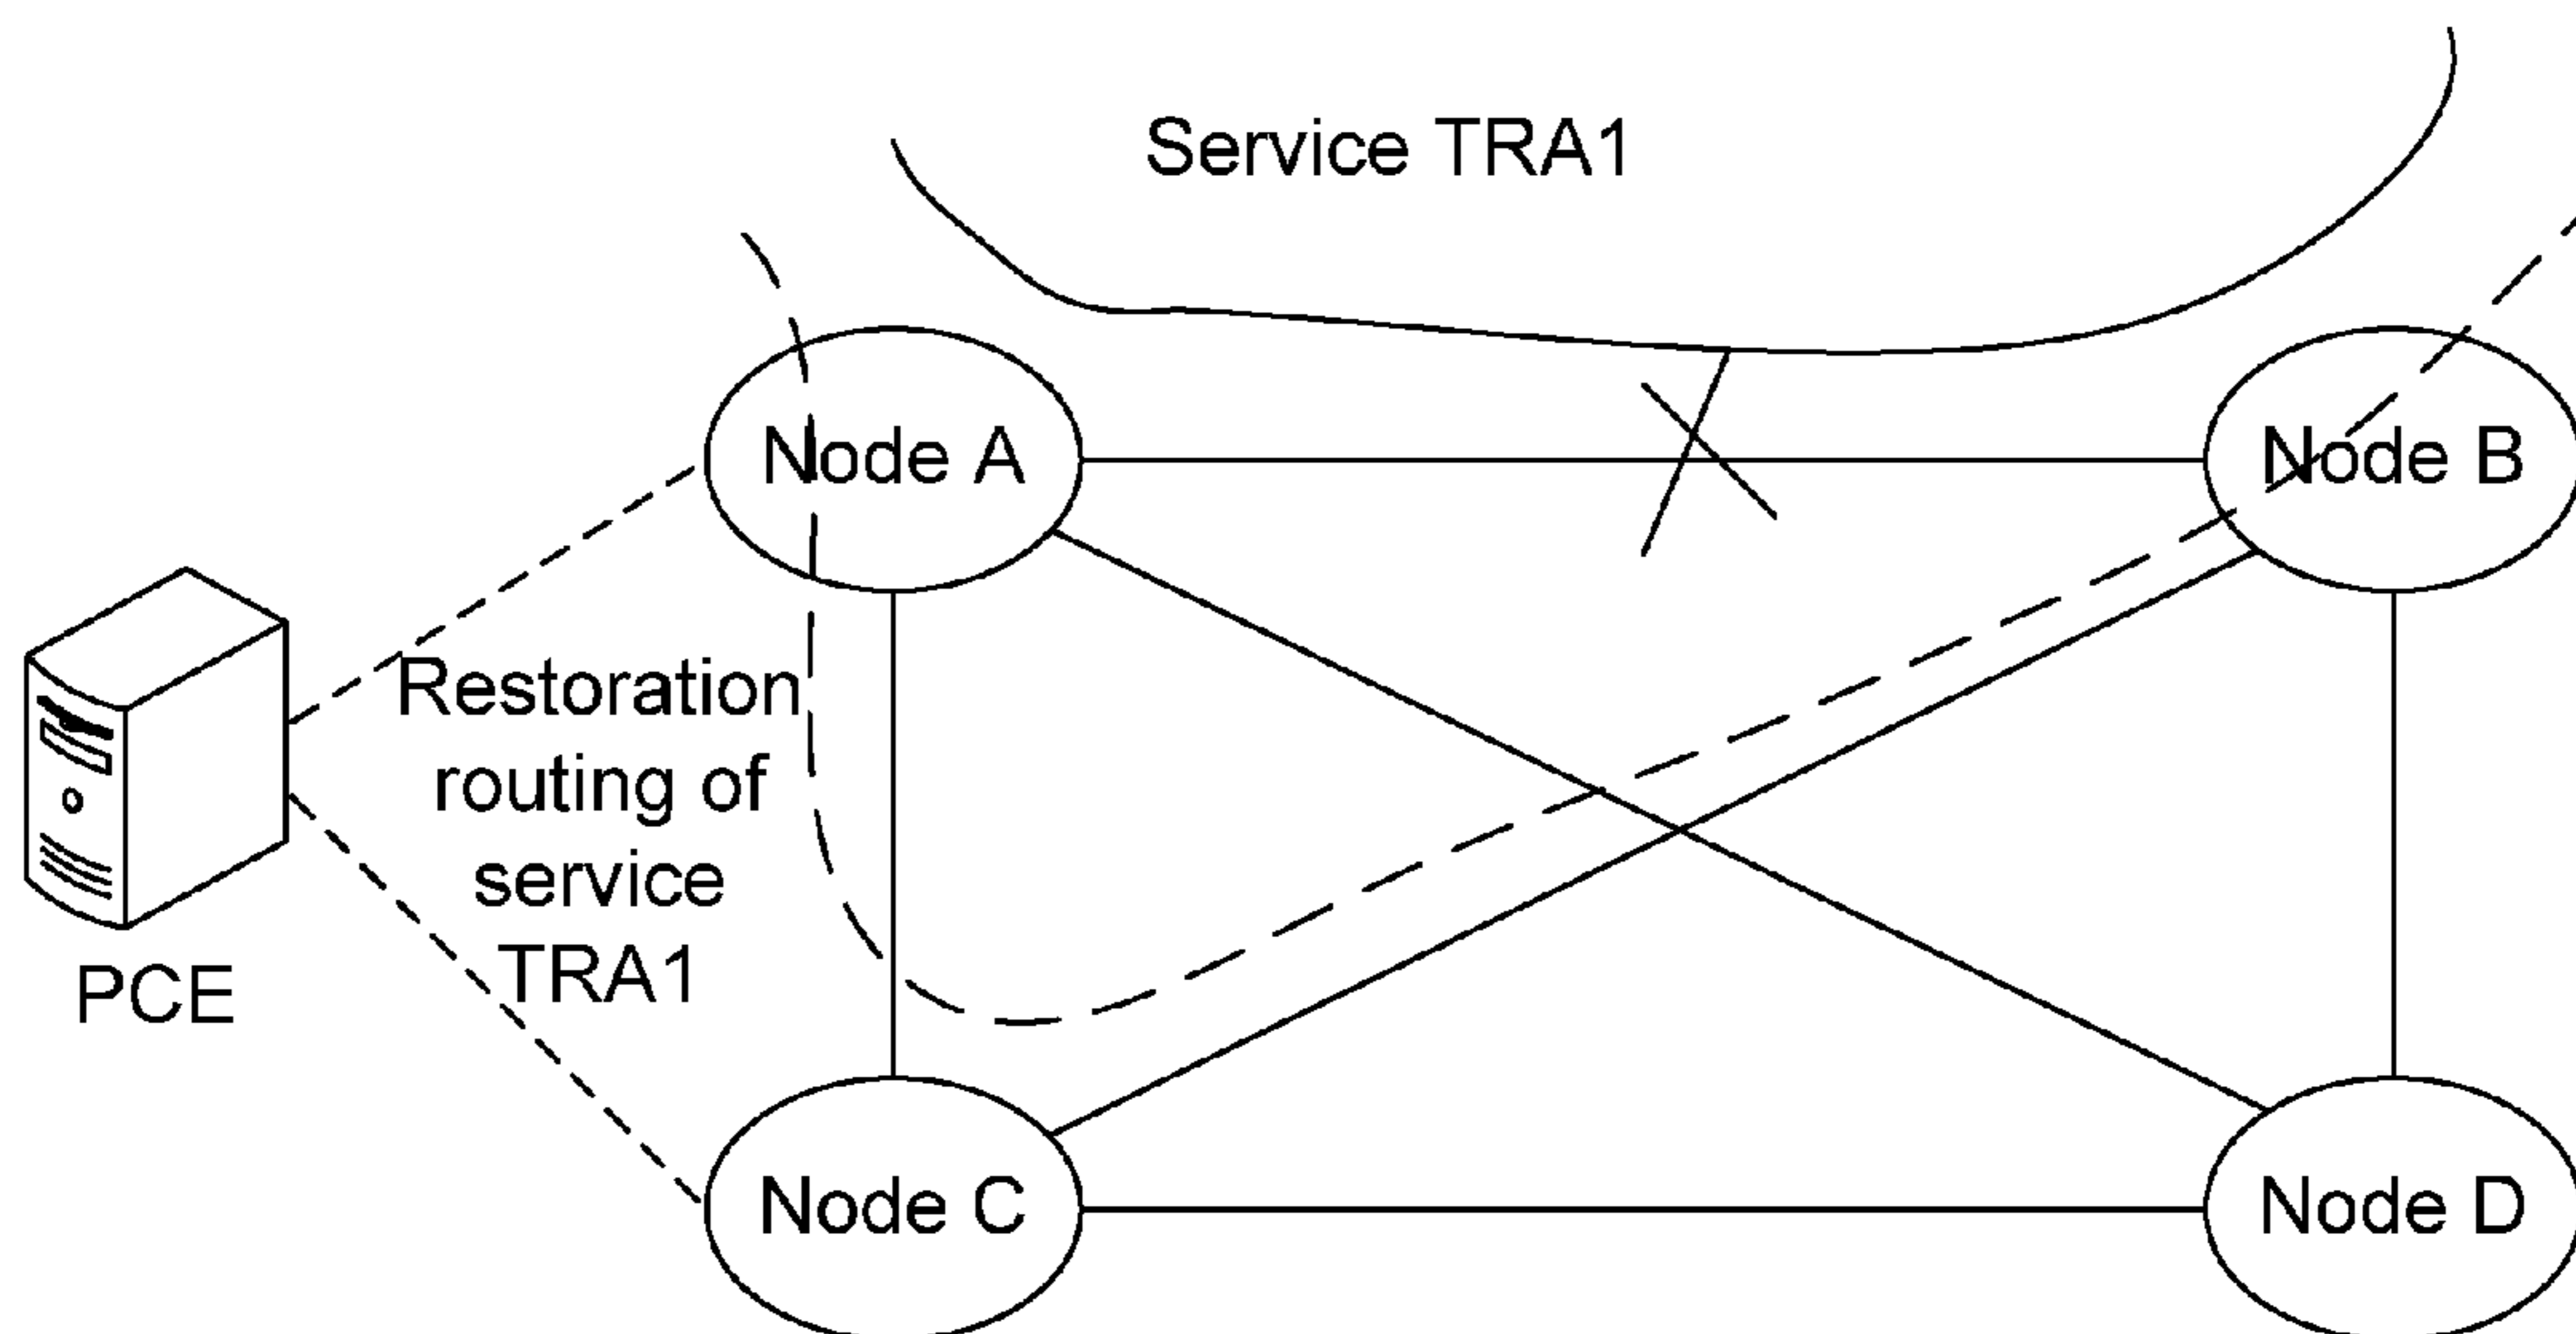 Service TRA1
Node A
Node B
Restoration
routing of
service
TRA1
PCE
Node C
Node D